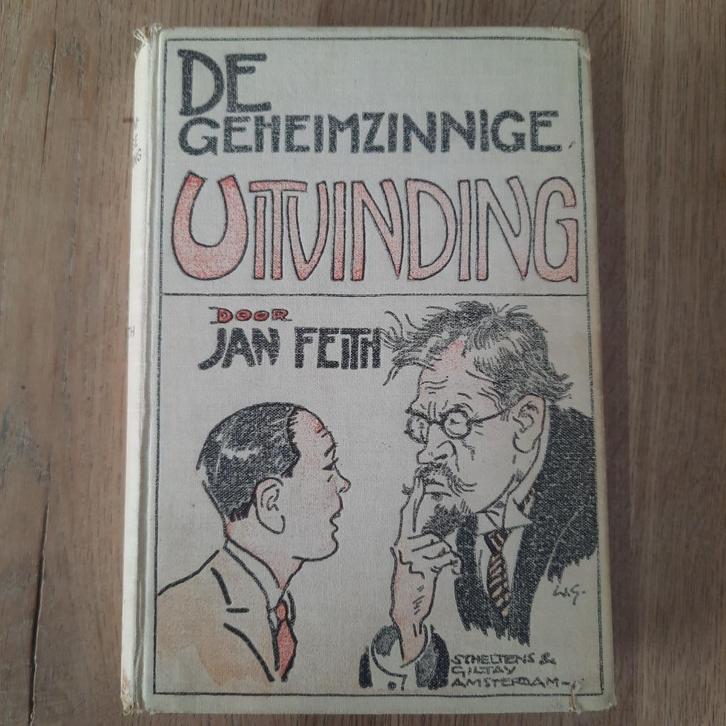 DE
GEHEIMZINNIGE
UITVINDING
DOOR
JAN FEITH
W.G.
SCHELTENS &
GILTAY
AMSTERDAM